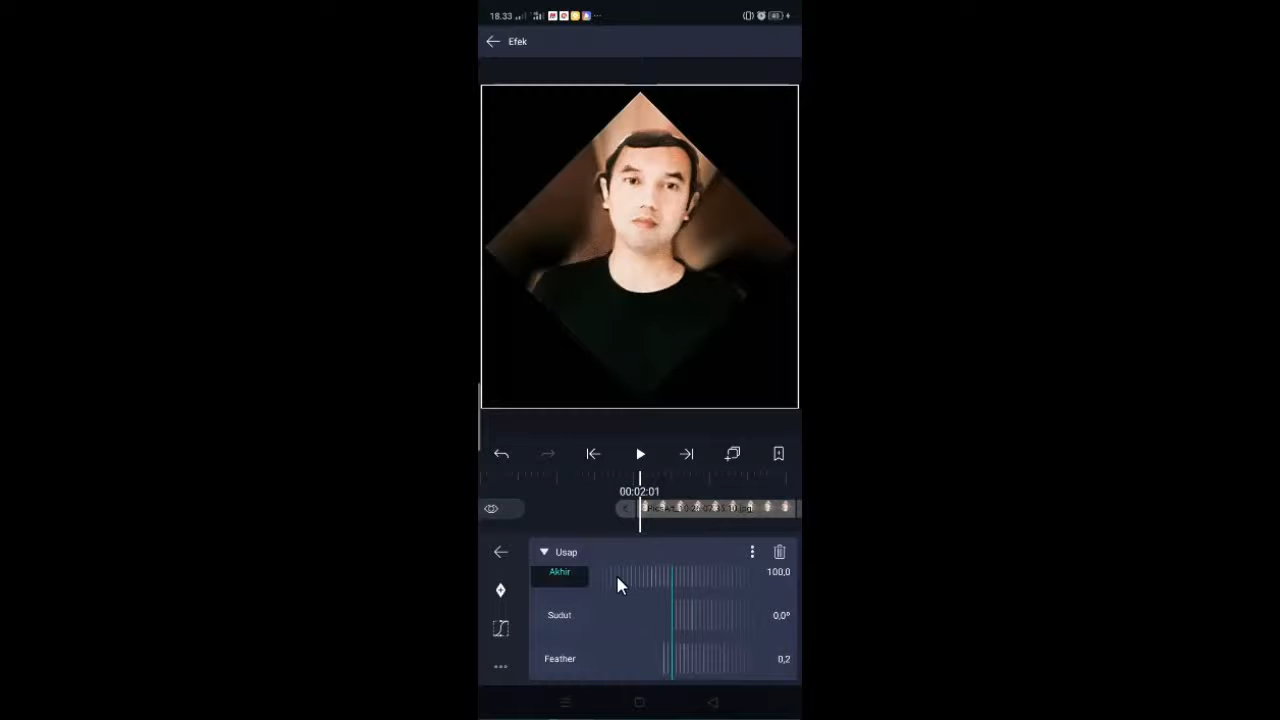 18.33
Efek
00:02:01
Usap
Akhir
100,0
Sudut
0,0°
Feather
0,2